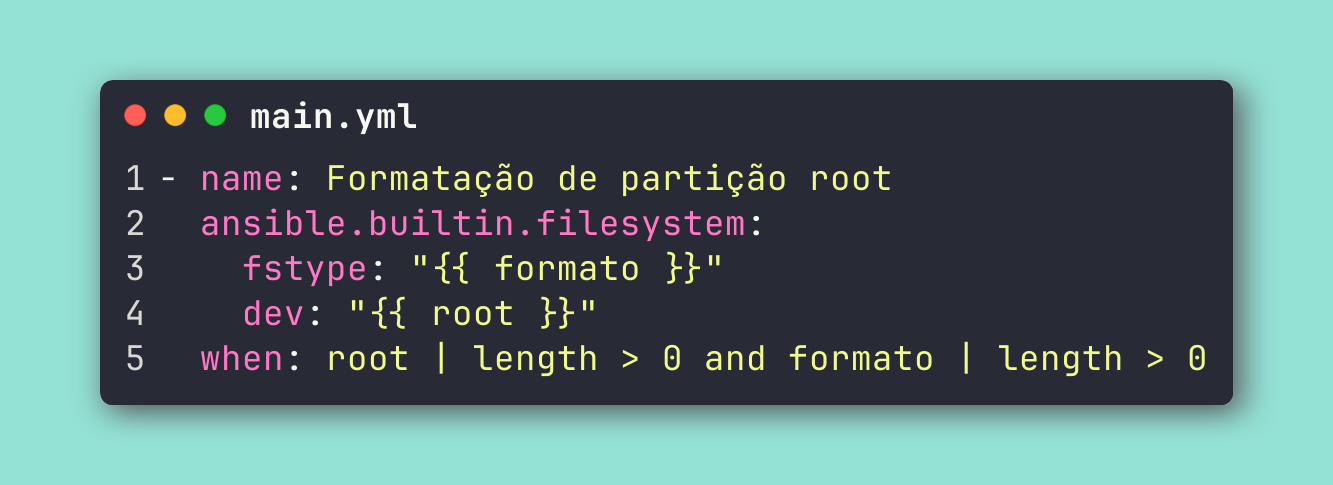 main.yml
1 - name: Formatação de partição root
2   ansible.builtin.filesystem:
3     fstype: "{{ formato }}"
4     dev: "{{ root }}"
5   when: root | length > 0 and formato | length > 0